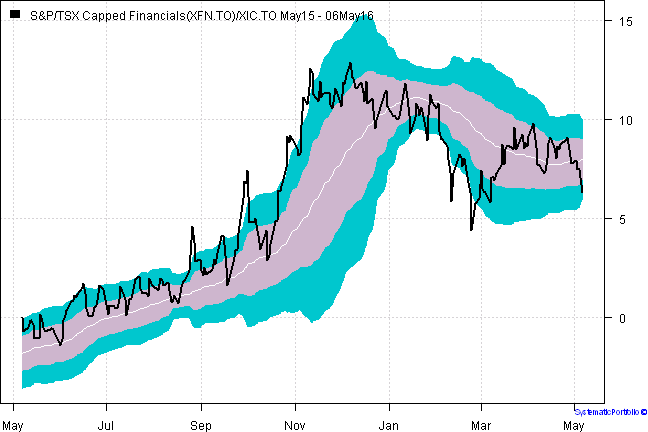 S&P/TSX Capped Financials(XFN.TO)/XIC.TO May15 - 06May16
15
10
5
0
May Jul Sep Nov Jan Mar May
SystematicPortfolio ©